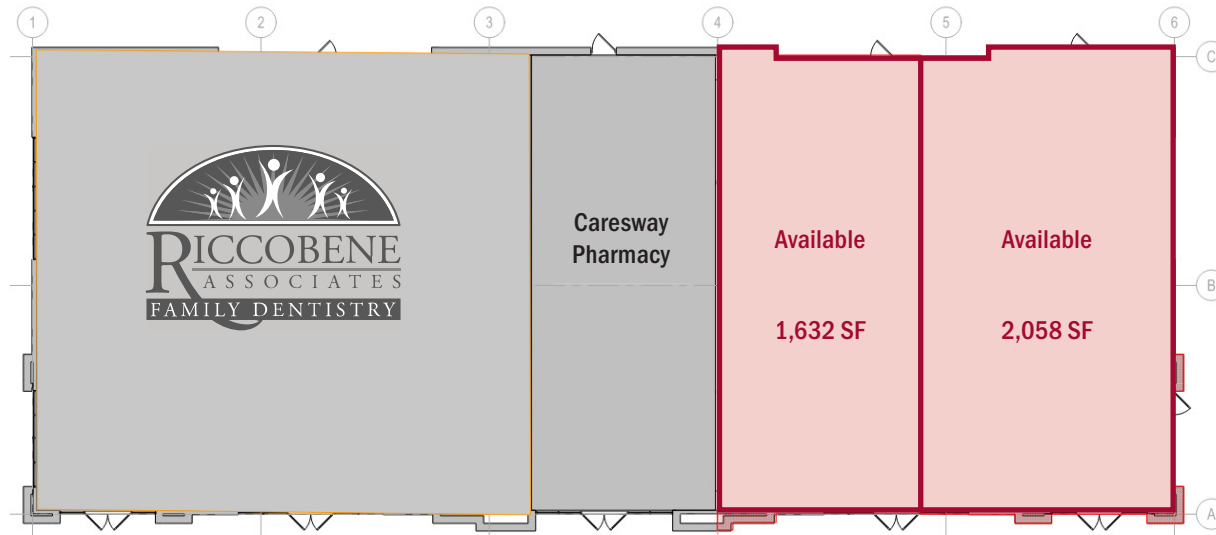 1 2 3 4 5 6
C
RICCOBENE
ASSOCIATES
FAMILY DENTISTRY
Caresway
Pharmacy
Available
1,632 SF
Available
2,058 SF
B
A